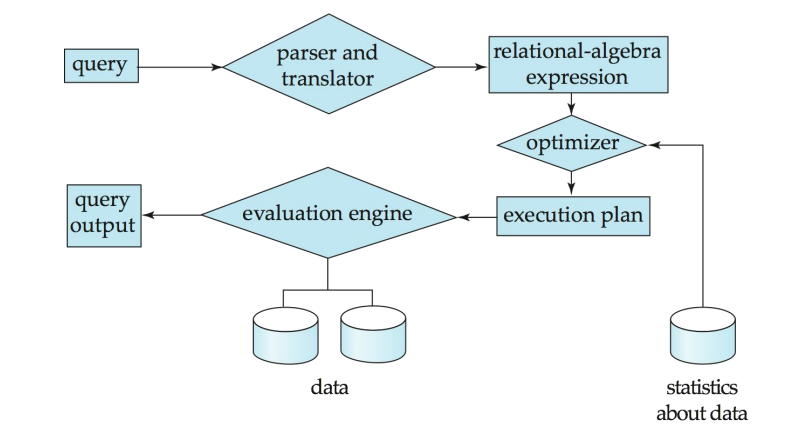 query
parser and
translator
relational-algebra
expression
optimizer
query
output
evaluation engine
execution plan
data
statistics
about data